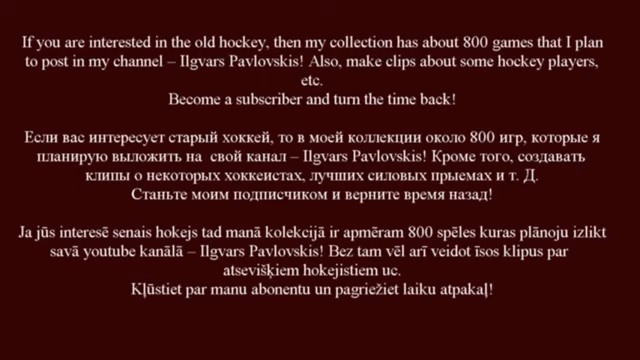 If you are interested in the old hockey, then my collection has about 800 games that I plan
to post in my channel – Ilgvars Pavlovskis! Also, make clips about some hockey players,
etc.
Become a subscriber and turn the time back!
Если вас интересует старый хоккей, то в моей коллекции около 800 игр, которые я
планирую выложить на свой канал – Ilgvars Pavlovskis! Кроме того, создавать
клипы о некоторых хоккеистах, лучших силовых прыемах и т. Д.
Станьте моим подписчиком и верните время назад!
Ja jūs interesē senais hokejs tad manā kolekcijā ir apmēram 800 spēles kuras plānoju izlikt
savā youtube kanālā – Ilgvars Pavlovskis! Bez tam vēl arī veidot īsos klipus par
atsevišķiem hokejistiem uc.
Kļūstiet par manu abonentu un pagriežiet laiku atpakaļ!